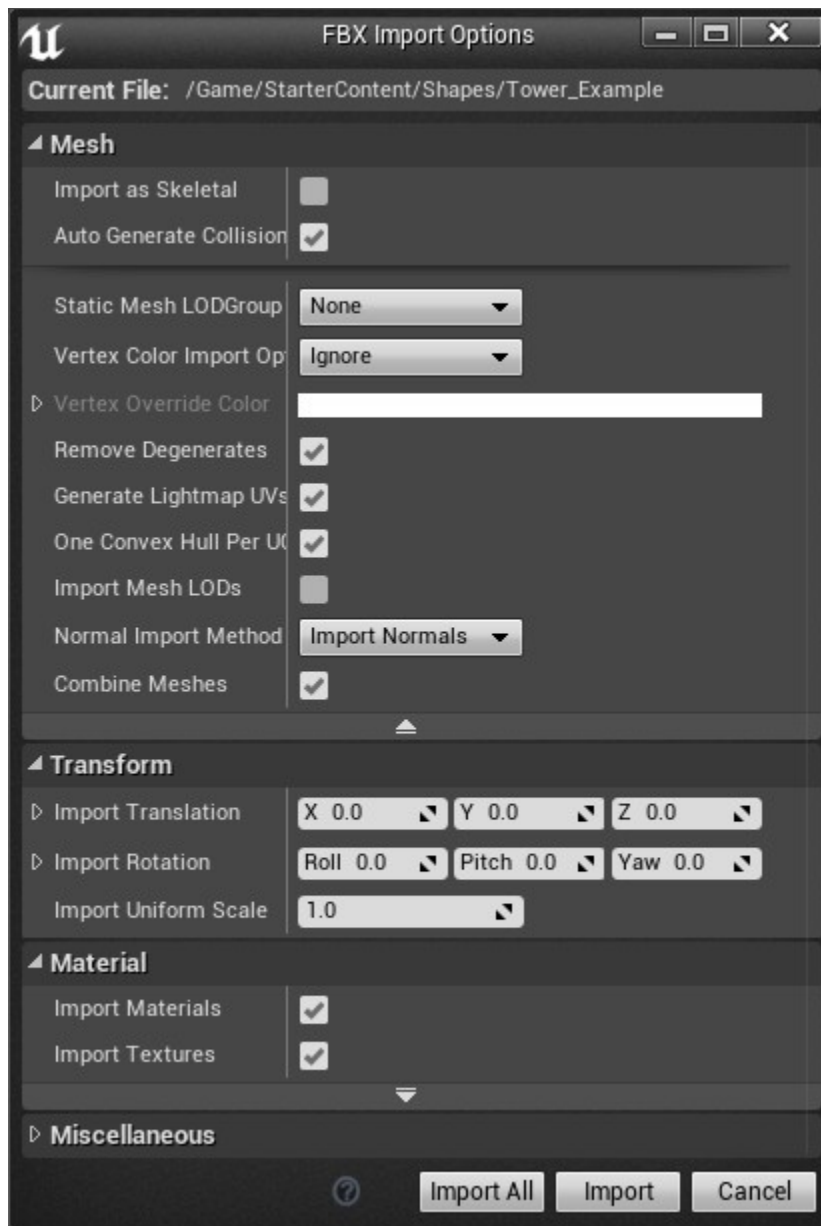 FBX Import Options
Current File: /Game/StarterContent/Shapes/Tower_Example
Mesh
Import as Skeletal
Auto Generate Collision
Static Mesh LODGroup None
Vertex Color Import Op Ignore
Vertex Override Color
Remove Degenerates
Generate Lightmap UVs
One Convex Hull Per UC
Import Mesh LODs
Normal Import Method Import Normals
Combine Meshes
Transform
Import Translation X 0.0 Y 0.0 Z 0.0
Import Rotation Roll 0.0 Pitch 0.0 Yaw 0.0
Import Uniform Scale 1.0
Material
Import Materials
Import Textures
Miscellaneous
? Import All Import Cancel